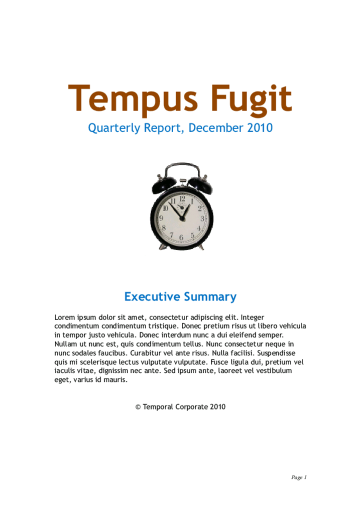 Tempus Fugit
Quarterly Report, December 2010
12
11
1
10
2
9
3
8
4
7
5
6
Executive Summary
Lorem ipsum dolor sit amet, consectetur adipiscing elit. Integer
condimentum condimentum tristique. Donec pretium risus ut libero vehicula
in tempor justo vehicula. Donec interdum nunc a dui eleifend semper.
Nullam ut nunc est, quis condimentum tellus. Nunc consectetur neque in
nunc sodales faucibus. Curabitur vel ante risus. Nulla facilisi. Suspendisse
quis mi scelerisque lectus vulputate vulputate. Fusce ligula dui, pretium vel
iaculis vitae, dignissim nec ante. Sed ipsum ante, laoreet vel vestibulum
eget, varius id mauris.
© Temporal Corporate 2010
Page 1